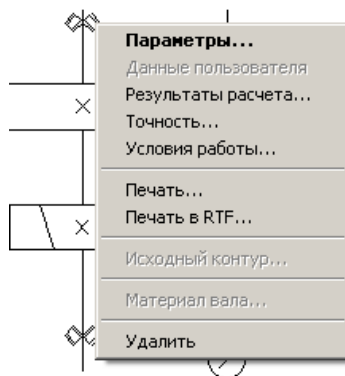 Параметры...
Данные пользователя
Результаты расчета...
Точность...
Условия работы...
Печать...
Печать в RTF...
Исходный контур...
Материал вала...
Удалить